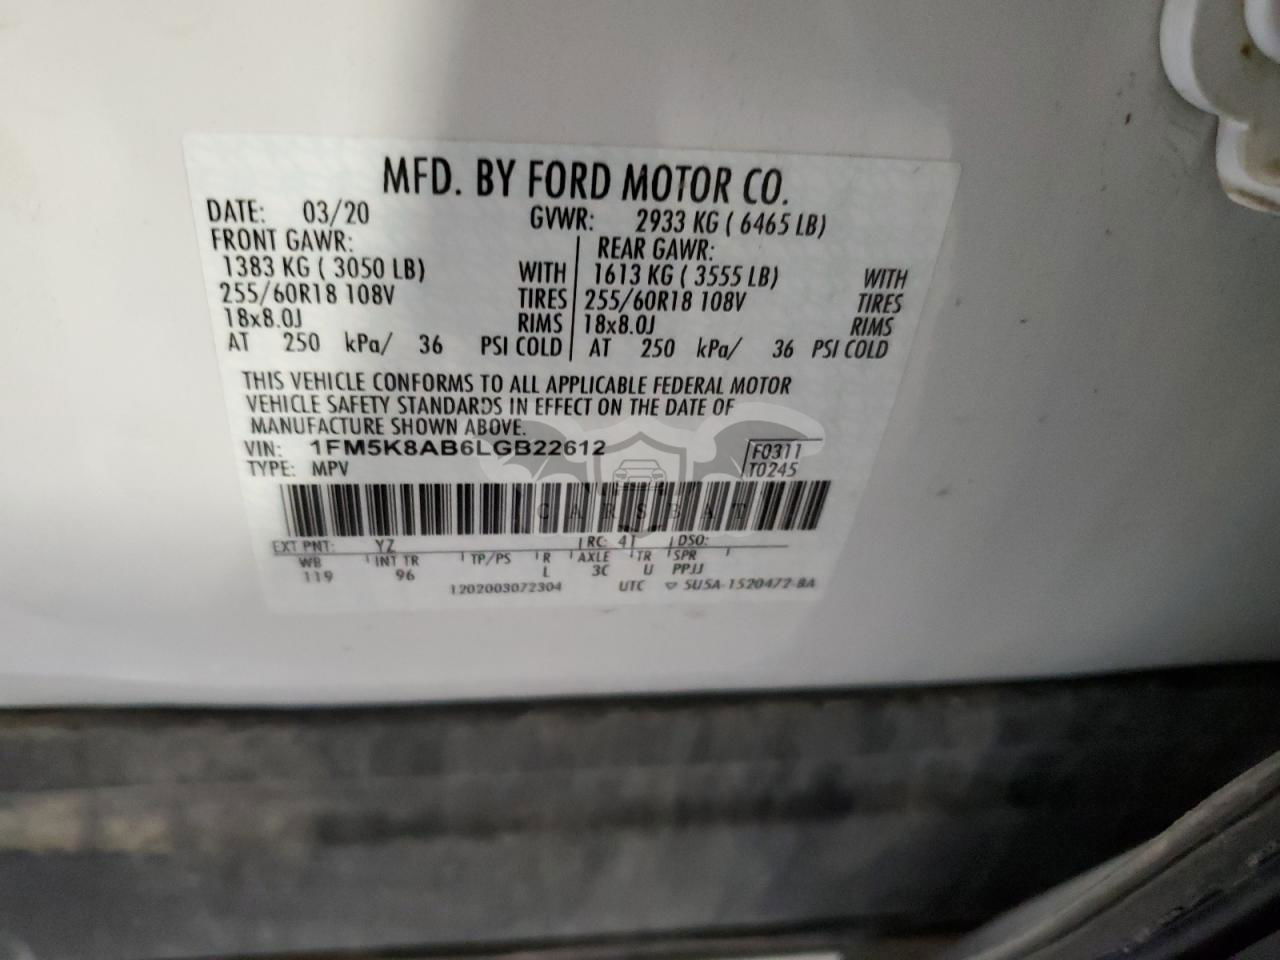 MFD. BY FORD MOTOR CO.
DATE: 03/20 GVWR: 2933 KG ( 6465 LB)
FRONT GAWR: REAR GAWR:
1383 KG ( 3050 LB) WITH 1613 KG ( 3555 LB) WITH
255/60R18 108V TIRES 255/60R18 108V TIRES
18x8.0J RIMS 18x8.0J RIMS
AT 250 kPa/ 36 PSI COLD AT 250 kPa/ 36 PSI COLD
THIS VEHICLE CONFORMS TO ALL APPLICABLE FEDERAL MOTOR
VEHICLE SAFETY STANDARDS IN EFFECT ON THE DATE OF
MANUFACTURE SHOWN ABOVE.
VIN: 1FM5K8AB6LGB22612 F0311
TYPE: MPV T0245
CARSBAT
EXT PNT: YZ RC: 41 DSO:
WB INT TR TP/PS R AXLE TR SPR
119 96 L 3C U PPJJ
1202003072304 UTC ▽ 5U5A-1520472-BA